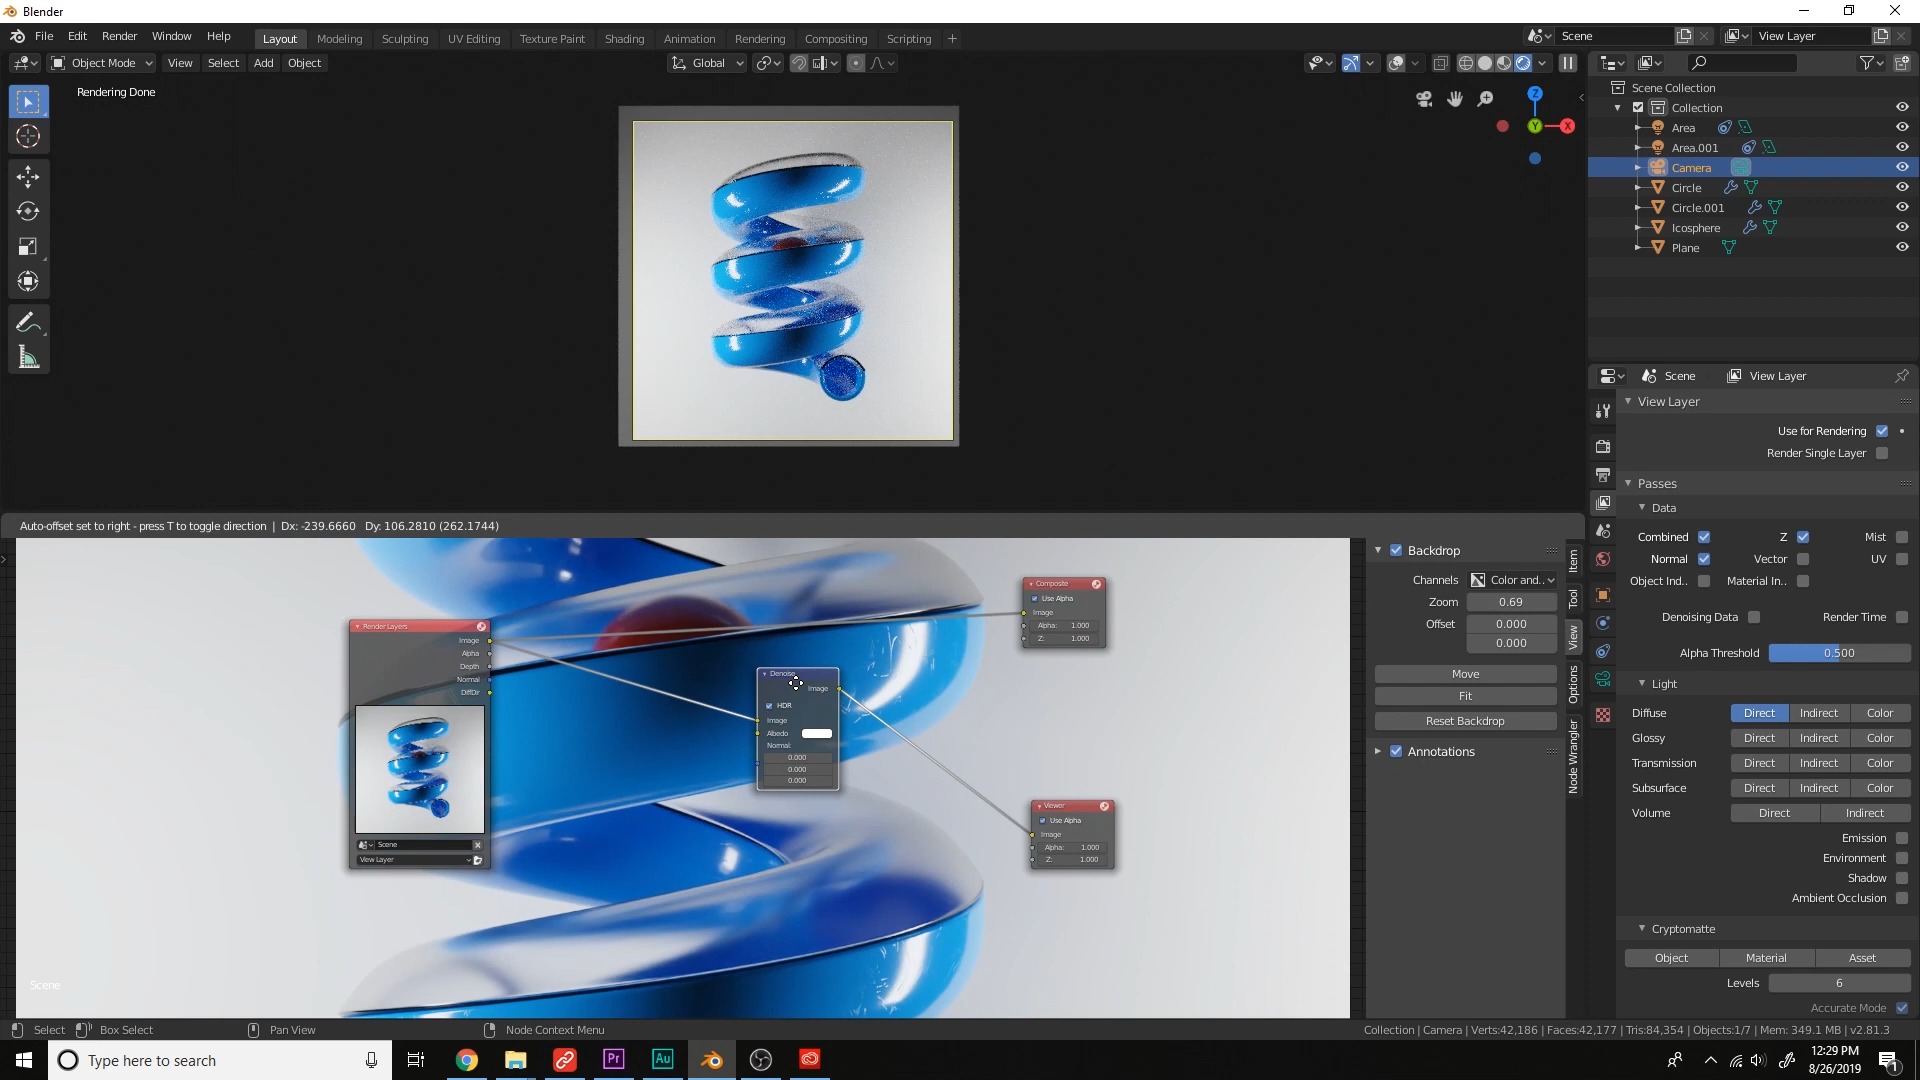 Blender
File Edit Render Window Help
Layout Modeling Sculpting UV Editing Texture Paint Shading Animation Rendering Compositing Scripting +
Scene
View Layer
Object Mode View Select Add Object
Global
Rendering Done
Z
Y
X
Scene Collection
Collection
Area
Area.001
Camera
Circle
Circle.001
Icosphere
Plane
Scene View Layer
View Layer
Use for Rendering
Render Single Layer
Passes
Data
Combined Z Mist
Normal Vector UV
Object Ind.. Material In..
Denoising Data Render Time
Alpha Threshold 0.500
Light
Diffuse Direct Indirect Color
Glossy Direct Indirect Color
Transmission Direct Indirect Color
Subsurface Direct Indirect Color
Volume Direct Indirect
Emission
Environment
Shadow
Ambient Occlusion
Cryptomatte
Object Material Asset
Levels 6
Accurate Mode
Auto-offset set to right - press T to toggle direction | Dx: -239.6660 Dy: 106.2810 (262.1744)
Render Layers
Image
Alpha
Depth
Normal
DiffDir
Scene
View Layer
Denoise
Image
HDR
Image
Albedo
Normal:
0.000
0.000
0.000
Composite
Use Alpha
Image
Alpha: 1.000
Z: 1.000
Viewer
Use Alpha
Image
Alpha: 1.000
Z: 1.000
Scene
Backdrop
Channels Color and..
Zoom 0.69
Offset 0.000
0.000
Move
Fit
Reset Backdrop
Annotations
Item
Tool
View
Options
Node Wrangler
Select Box Select Pan View Node Context Menu
Collection | Camera | Verts:42,186 | Faces:42,177 | Tris:84,354 | Objects:1/7 | Mem: 349.1 MB | v2.81.3
Type here to search
Pr
Au
12:29 PM
8/26/2019
1